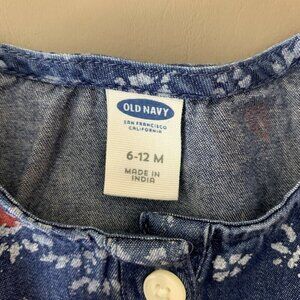 OLD NAVY
SAN FRANCISCO
CALIFORNIA
6-12 M
MADE IN
INDIA